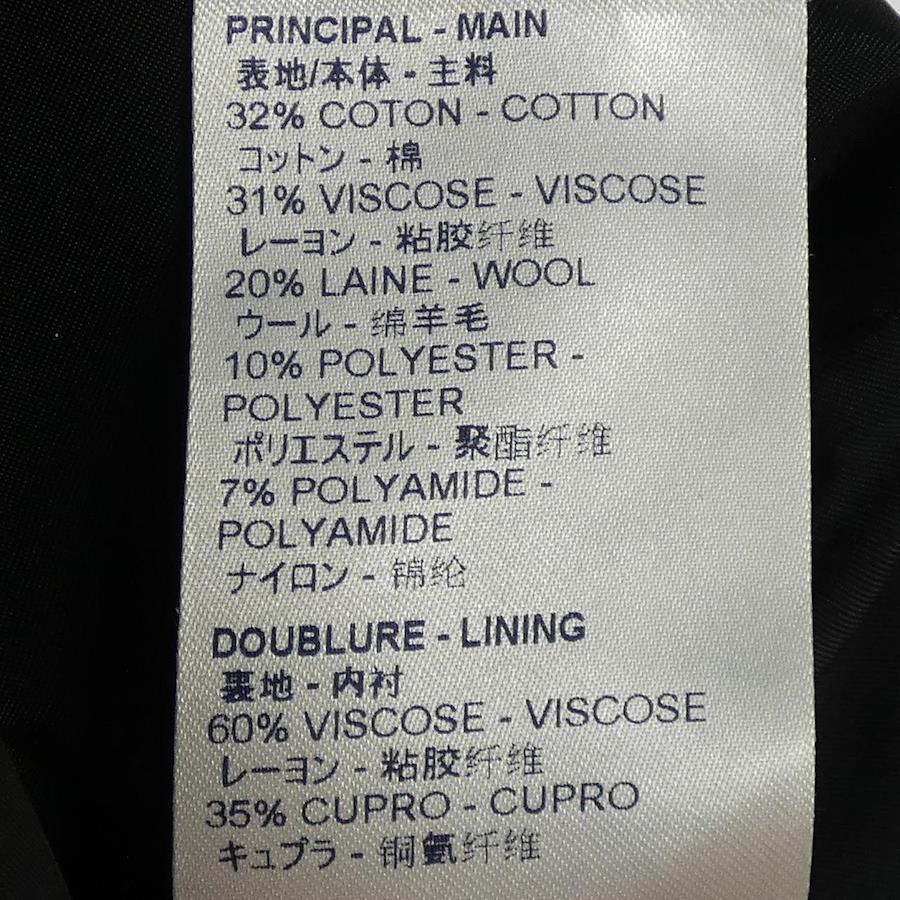 PRINCIPAL - MAIN
表地/本体 - 主料
32% COTON - COTTON
コットン - 棉
31% VISCOSE - VISCOSE
レーヨン - 粘胶纤维
20% LAINE - WOOL
ウール - 绵羊毛
10% POLYESTER -
POLYESTER
ポリエステル - 聚酯纤维
7% POLYAMIDE -
POLYAMIDE
ナイロン - 锦纶
DOUBLURE - LINING
裏地 - 内衬
60% VISCOSE - VISCOSE
レーヨン - 粘胶纤维
35% CUPRO - CUPRO
キュプラ - 铜氨纤维